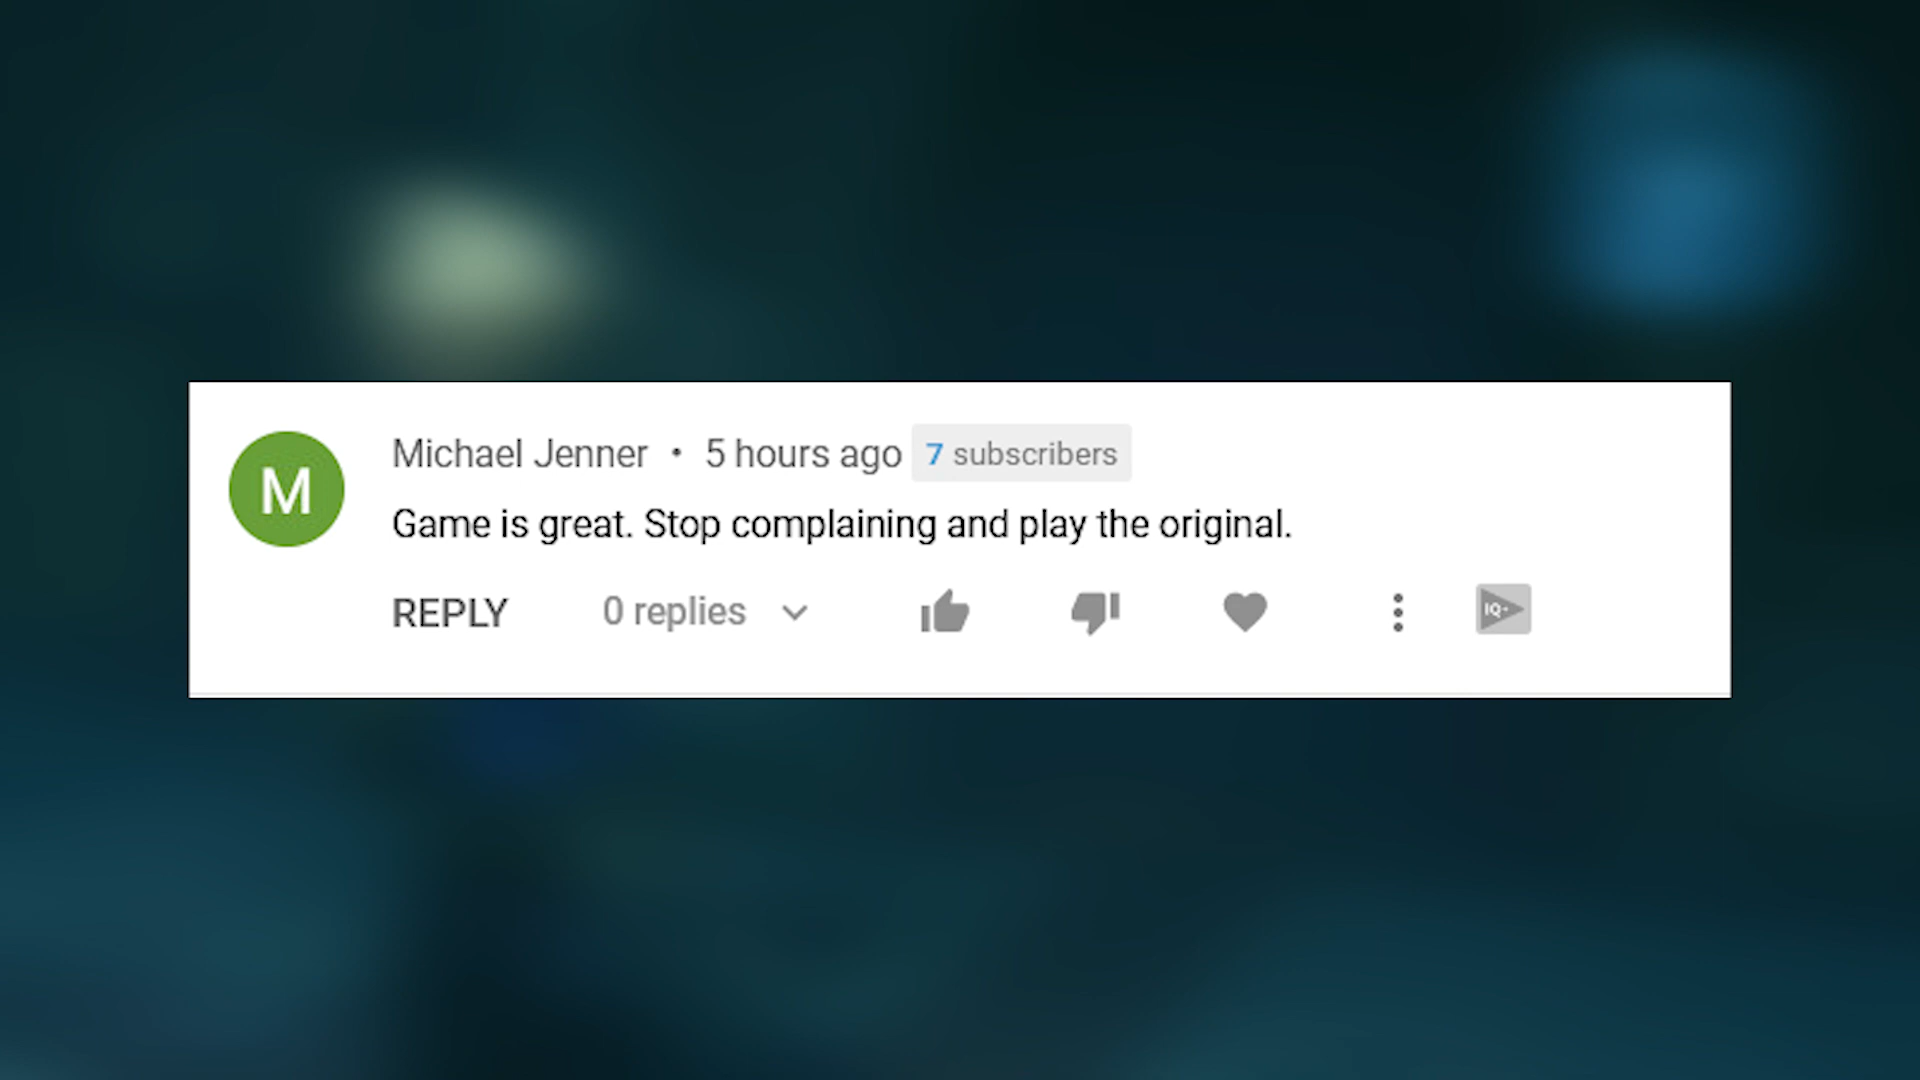 M
Michael Jenner • 5 hours ago 7 subscribers
Game is great. Stop complaining and play the original.
REPLY 0 replies
IQ